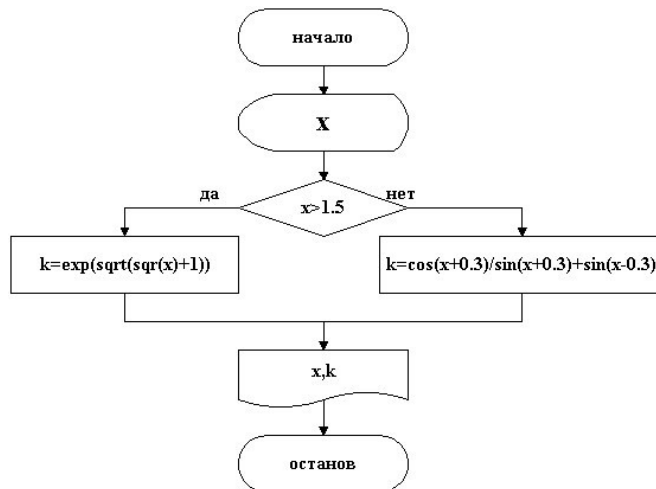 начало
X
да
x>1.5
нет
k=exp(sqrt(sqr(x)+1))
k=cos(x+0.3)/sin(x+0.3)+sin(x-0.3)
x,k
останов